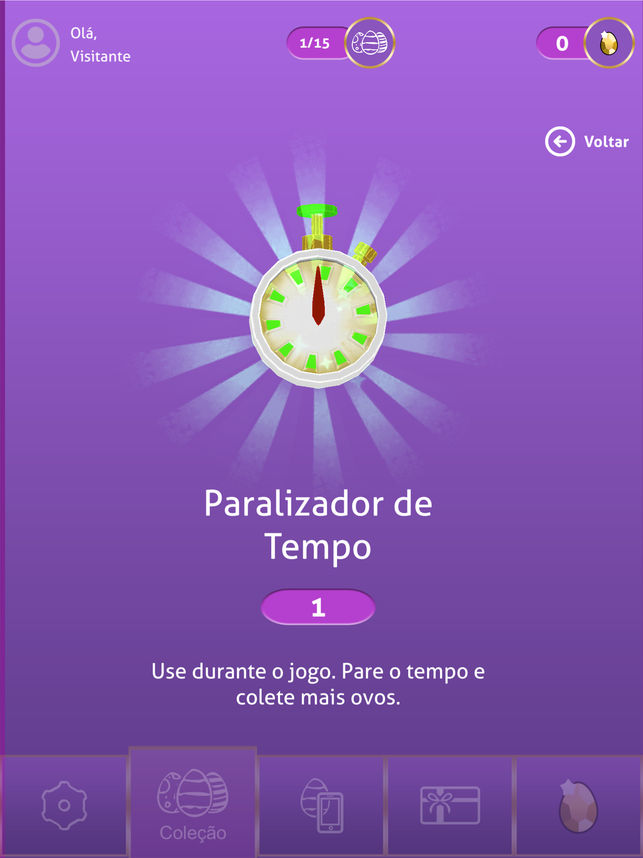 Olá,
Visitante
1/15
0
Voltar
Paralizador de
Tempo
1
Use durante o jogo. Pare o tempo e
colete mais ovos.
Coleção